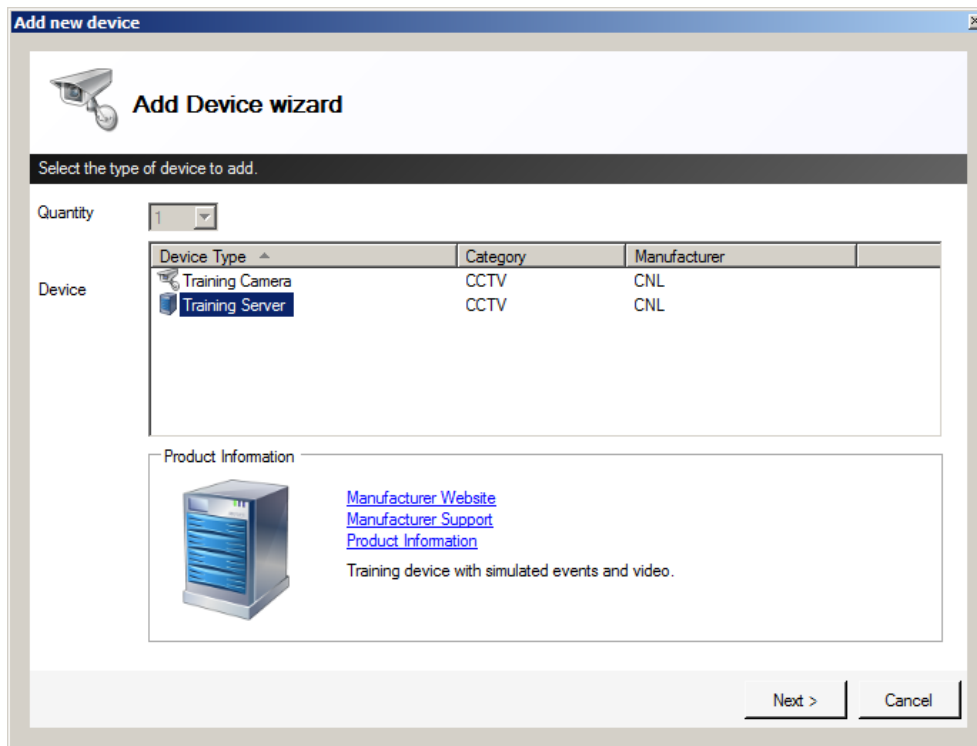 Add new device
Add Device wizard
Select the type of device to add.
Quantity 1
Device
Device Type Category Manufacturer
Training Camera CCTV CNL
Training Server CCTV CNL
Product Information
Manufacturer Website
Manufacturer Support
Product Information
Training device with simulated events and video.
Next > Cancel